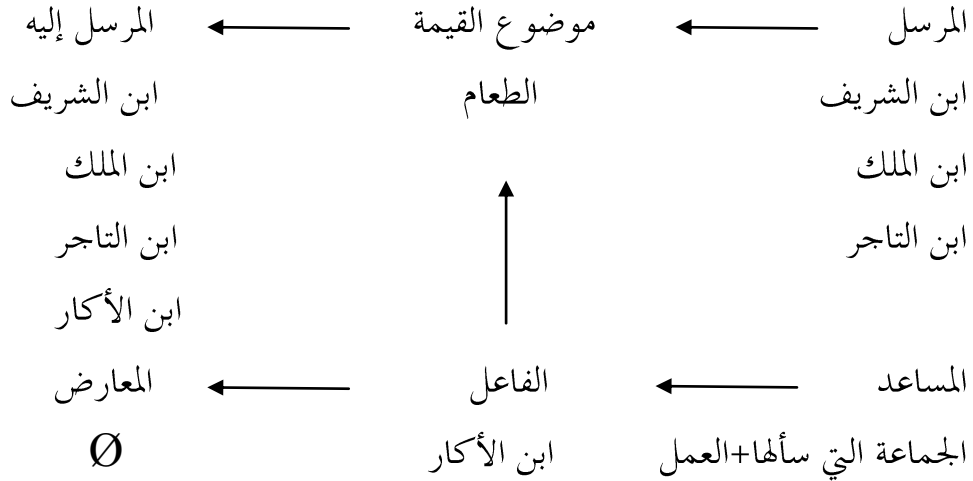 المرسل موضوع القيمة المرسل إليه
ابن الشريف الطعام ابن الشريف
ابن الملك ابن الملك
ابن التاجر ابن التاجر
ابن الأكار
المساعد الفاعل المعارض
الجماعة التي سألها+العمل ابن الأكار Ø